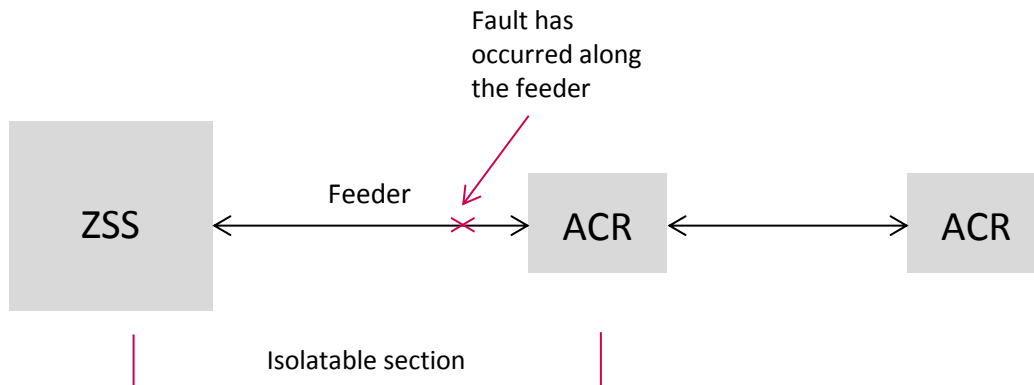 Fault has
occurred along
the feeder
Feeder
ZSS
ACR
ACR
Isolatable section